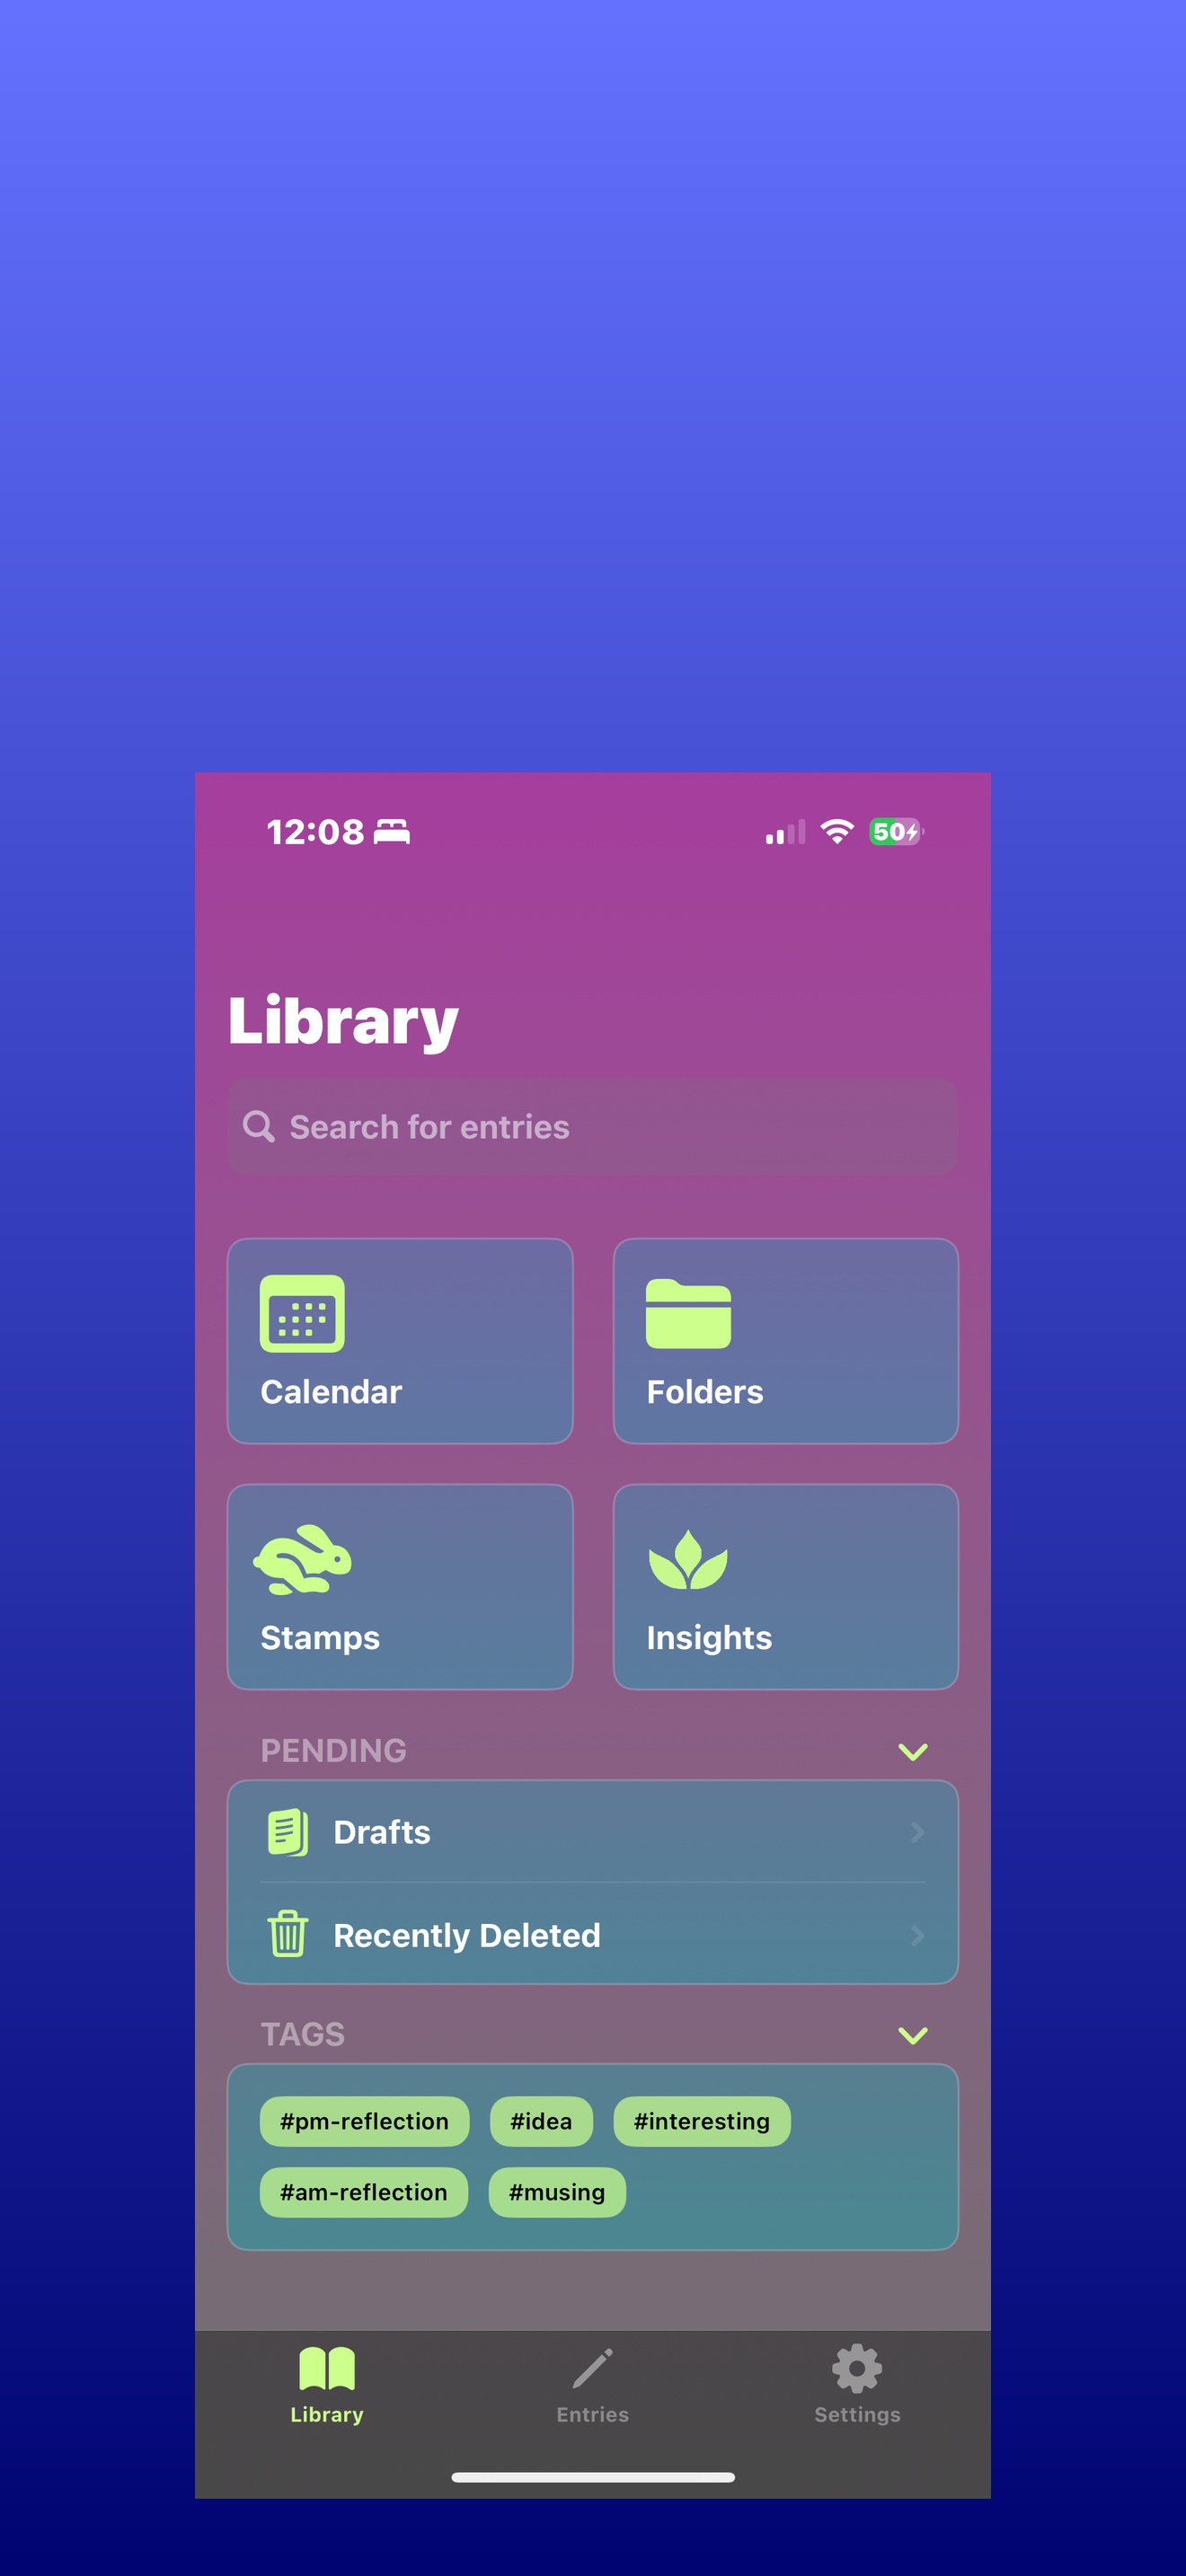 12:08
50
Library
Search for entries
Calendar
Folders
Stamps
Insights
PENDING
Drafts
Recently Deleted
TAGS
#pm-reflection #idea #interesting
#am-reflection #musing
Library Entries Settings